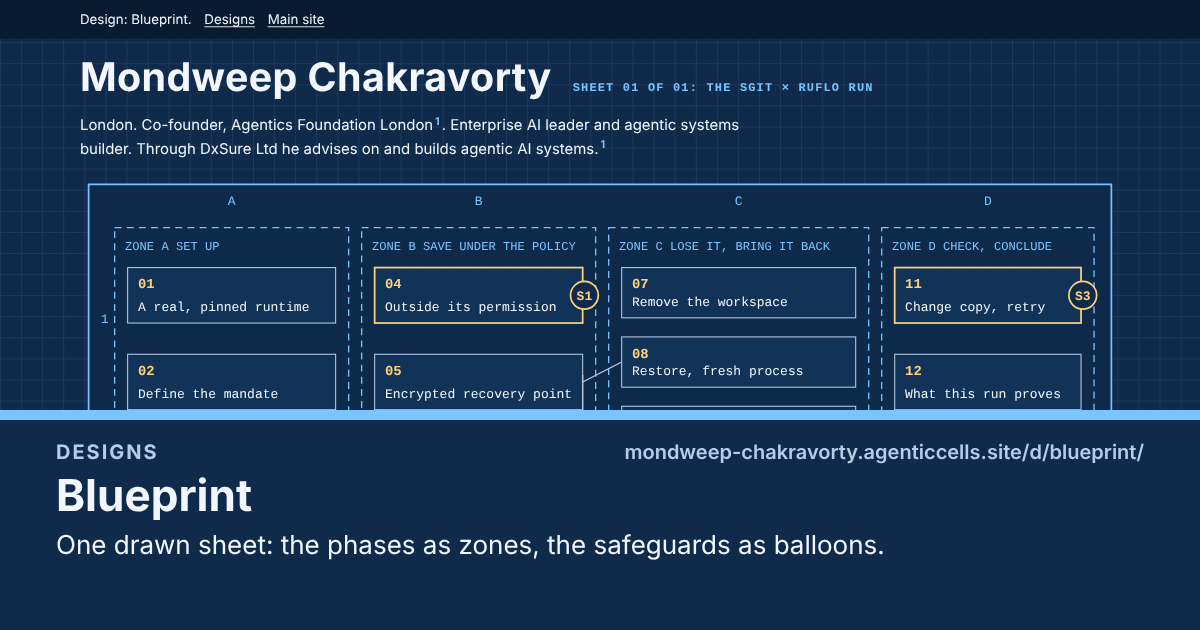 Design: Blueprint. Designs Main site
Mondweep Chakravorty SHEET 01 OF 01: THE SGIT × RUFLO RUN
London. Co-founder, Agentics Foundation London¹. Enterprise AI leader and agentic systems
builder. Through DxSure Ltd he advises on and builds agentic AI systems.¹
A B C D
ZONE A SET UP
ZONE B SAVE UNDER THE POLICY
ZONE C LOSE IT, BRING IT BACK
ZONE D CHECK, CONCLUDE
1
01
A real, pinned runtime
02
Define the mandate
04
Outside its permission
S1
05
Encrypted recovery point
07
Remove the workspace
08
Restore, fresh process
11
Change copy, retry
S3
12
What this run proves
DESIGNS
mondweep-chakravorty.agenticcells.site/d/blueprint/
Blueprint
One drawn sheet: the phases as zones, the safeguards as balloons.